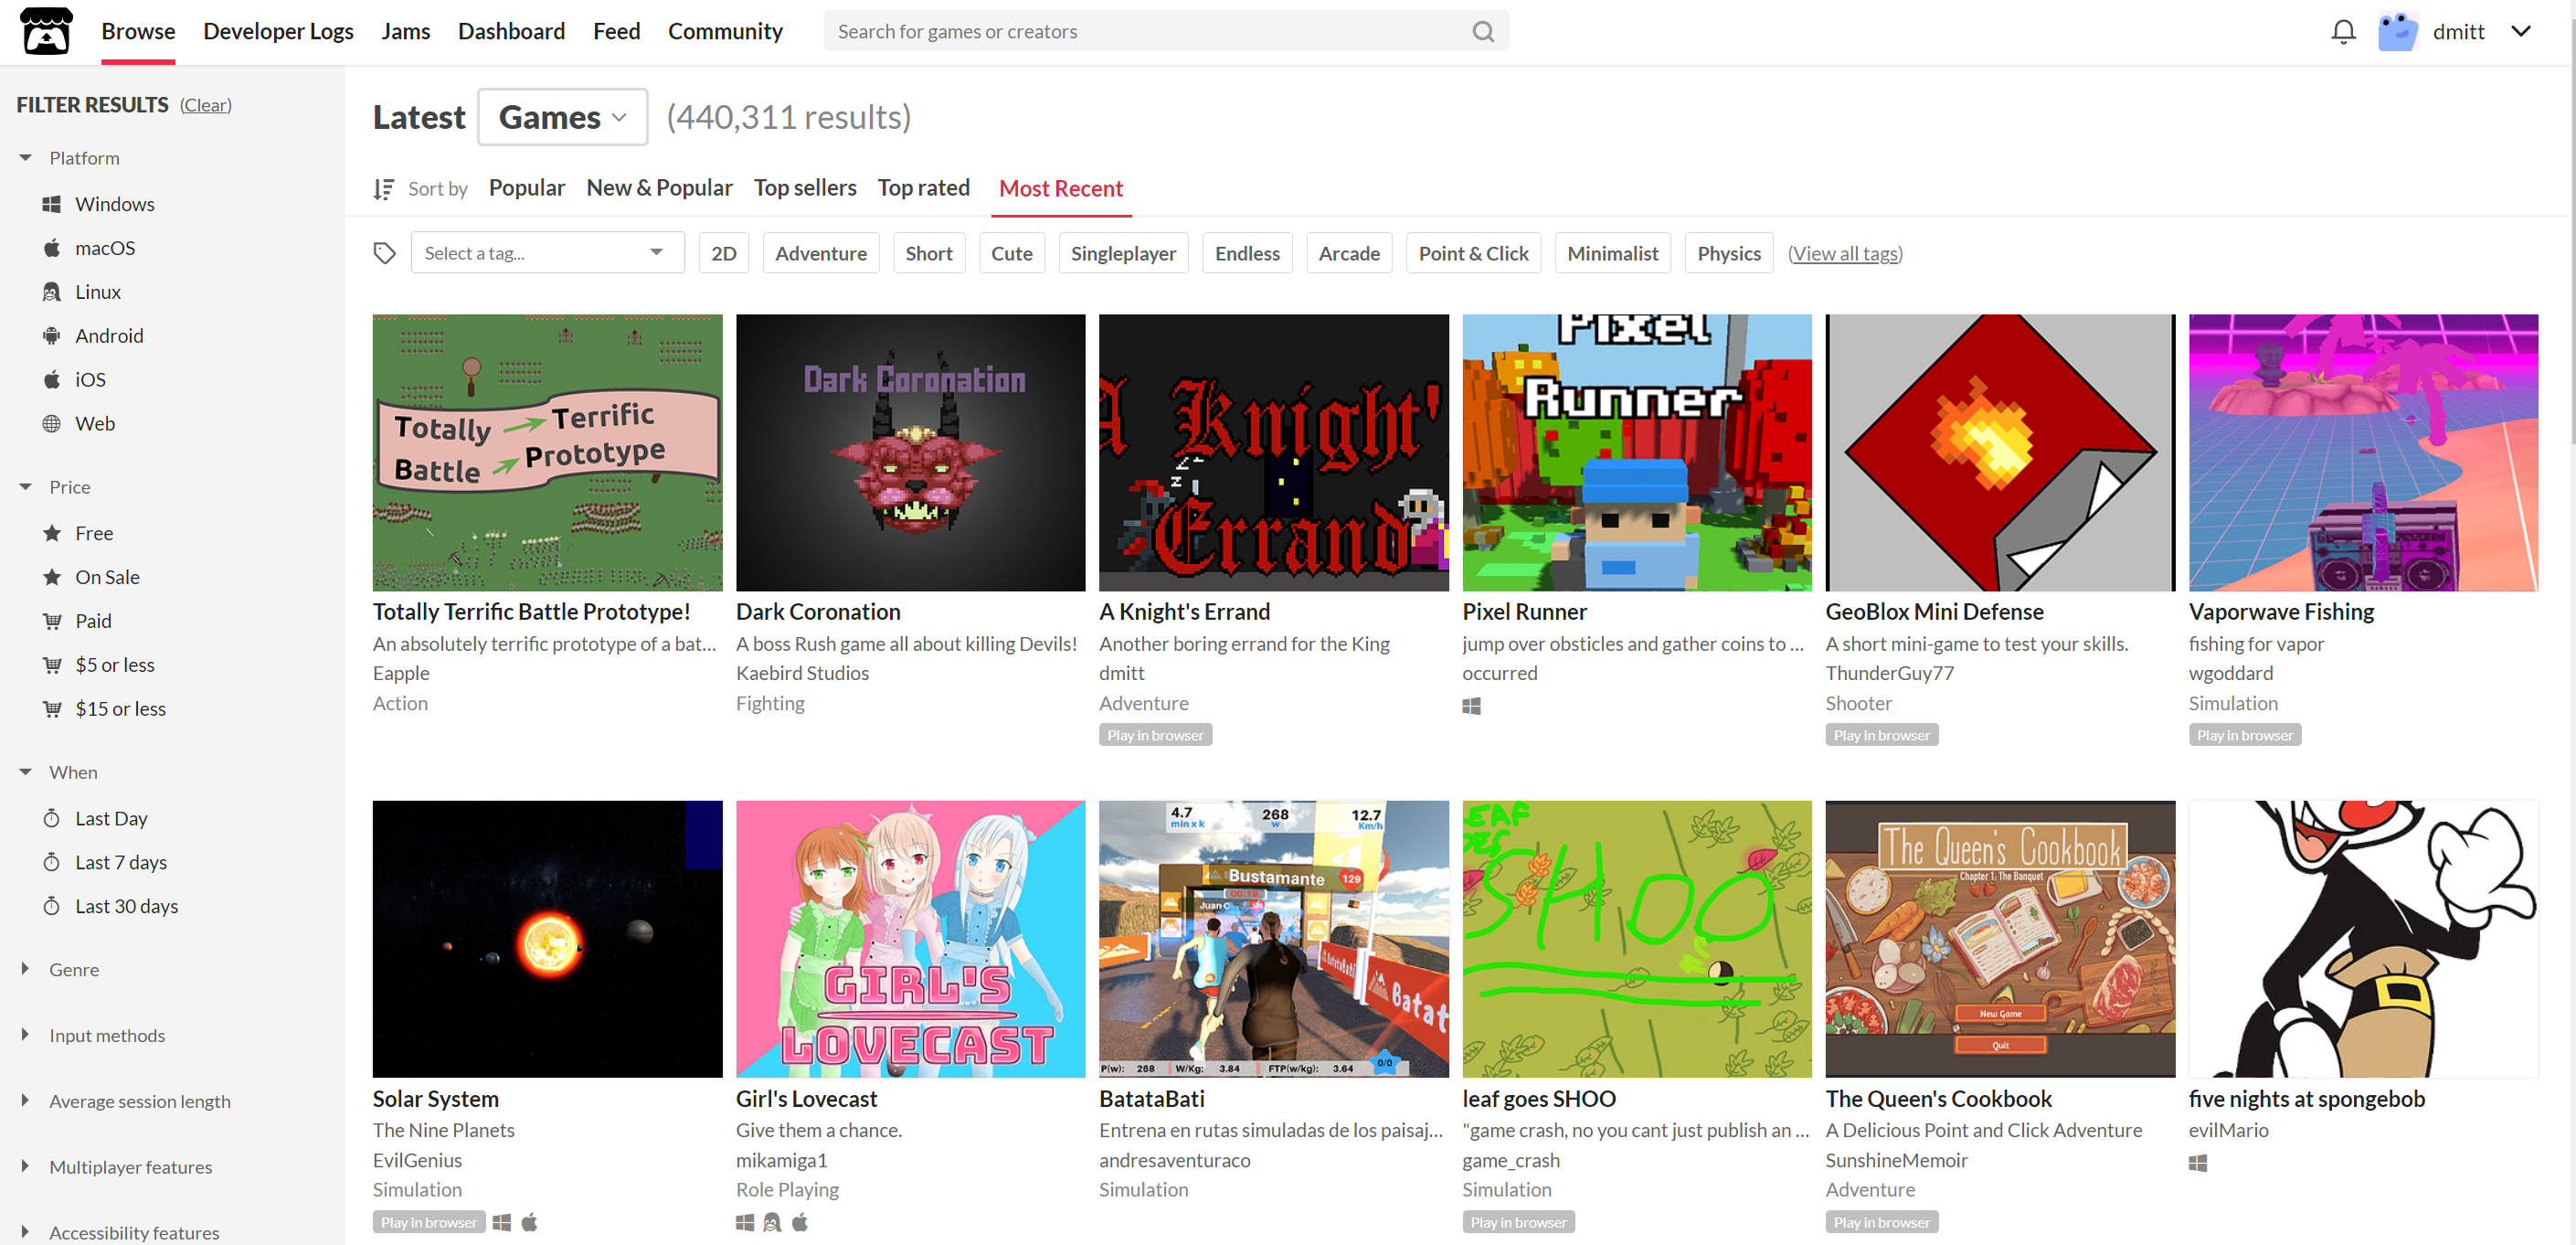 Browse Developer Logs Jams Dashboard Feed Community Search for games or creators dmitt
FILTER RESULTS (Clear)
Platform
Windows
macOS
Linux
Android
iOS
Web
Price
Free
On Sale
Paid
$5 or less
$15 or less
When
Last Day
Last 7 days
Last 30 days
Genre
Input methods
Average session length
Multiplayer features
Accessibility features
Latest Games (440,311 results)
Sort by Popular New & Popular Top sellers Top rated Most Recent
Select a tag... 2D Adventure Short Cute Singleplayer Endless Arcade Point & Click Minimalist Physics (View all tags)
Totally Terrific
Battle Prototype
Totally Terrific Battle Prototype!
An absolutely terrific prototype of a bat...
Eapple
Action
Dark Coronation
Dark Coronation
A boss Rush game all about killing Devils!
Kaebird Studios
Fighting
A Knight'
Errand
A Knight's Errand
Another boring errand for the King
dmitt
Adventure
Play in browser
Pixel
Runner
Pixel Runner
jump over obsticles and gather coins to ...
occurred
GeoBlox Mini Defense
A short mini-game to test your skills.
ThunderGuy77
Shooter
Play in browser
Vaporwave Fishing
fishing for vapor
wgoddard
Simulation
Play in browser
Solar System
The Nine Planets
EvilGenius
Simulation
Play in browser
GIRL'S
LOVECAST
Girl's Lovecast
Give them a chance.
mikamiga1
Role Playing
4.7 268 12.7
min x k w Km/h
Bustamante 129
00:19
Juan C
BatataBati
Batat
P(w): 268 W/Kg: 3.84 FTP(w/kg): 3.64 0/0
BatataBati
Entrena en rutas simuladas de los paisaj...
andresaventuraco
Simulation
SHOO
leaf goes SHOO
"game crash, no you cant just publish an ...
game_crash
Simulation
Play in browser
The Queen's Cookbook
Chapter 1: The Banquet
New Game
Quit
The Queen's Cookbook
A Delicious Point and Click Adventure
SunshineMemoir
Adventure
Play in browser
five nights at spongebob
evilMario